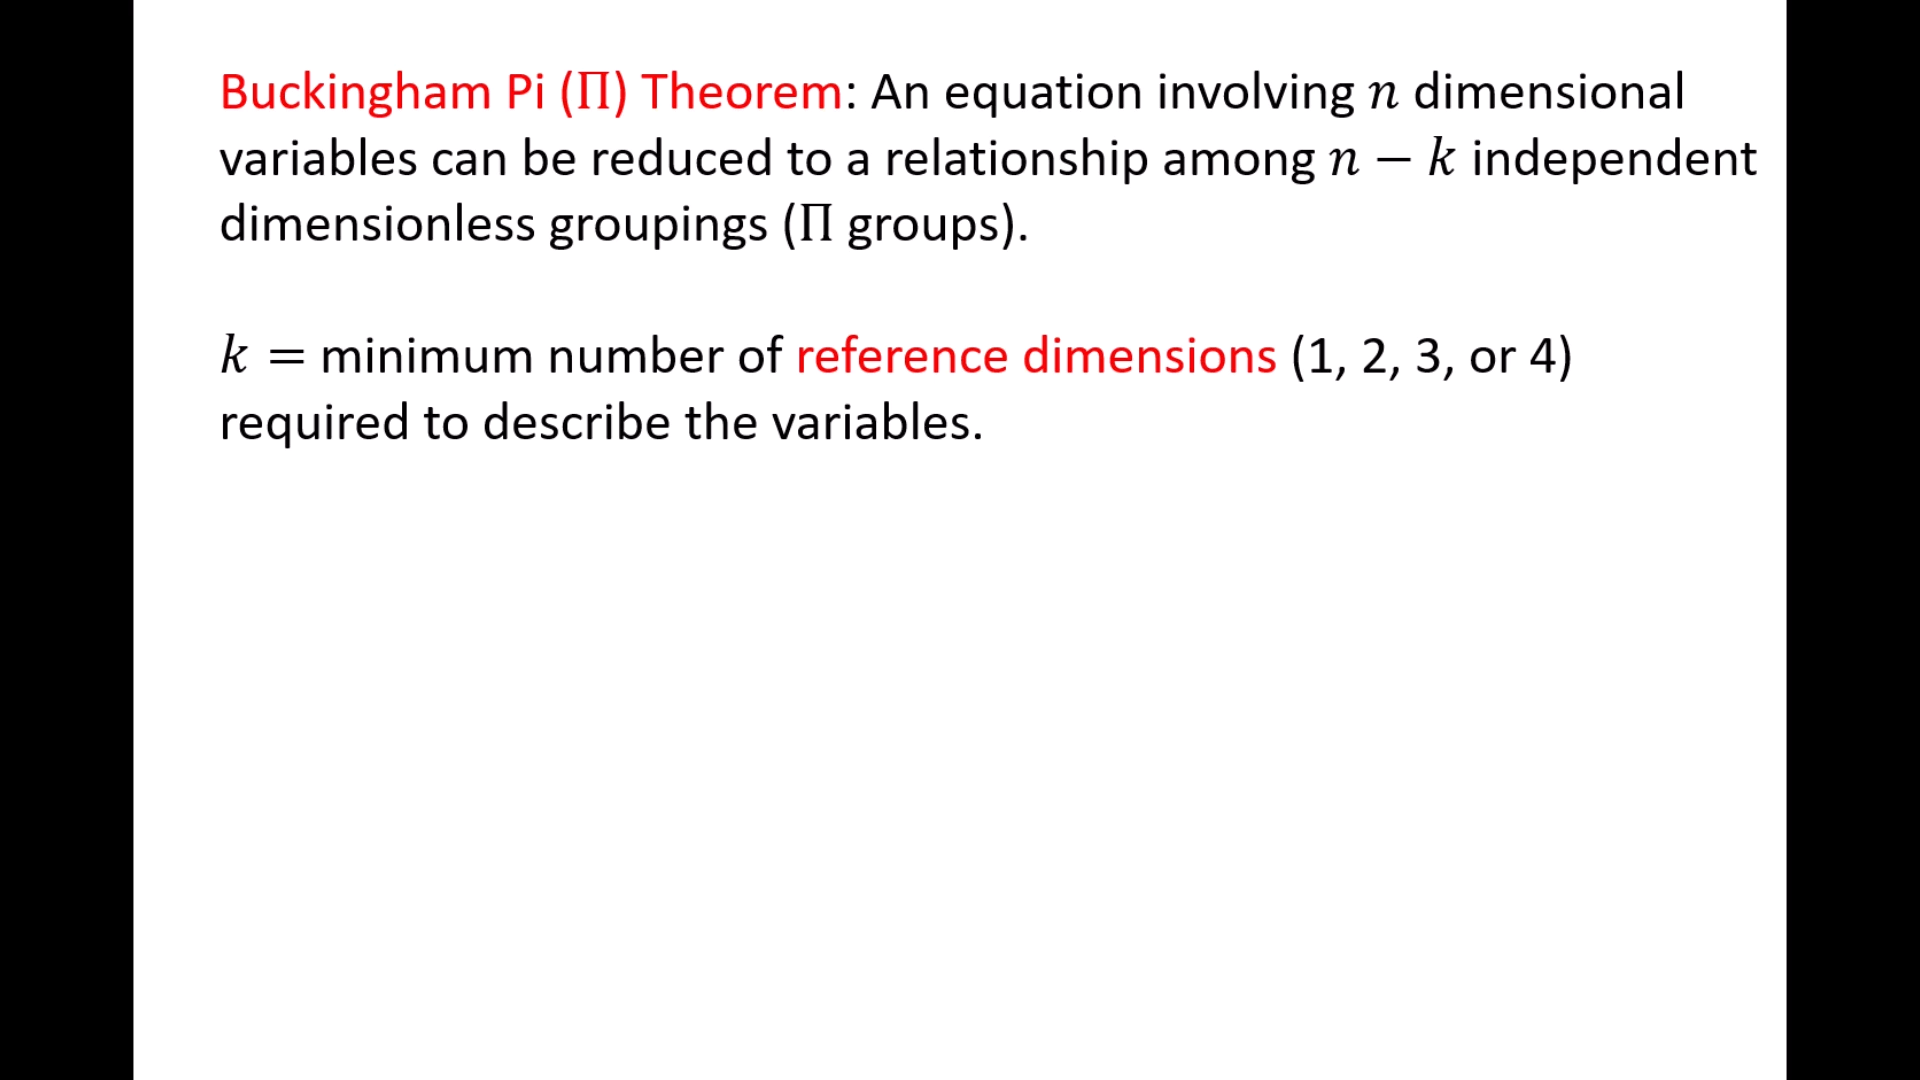 Buckingham Pi (Π) Theorem: An equation involving n dimensional
variables can be reduced to a relationship among n − k independent
dimensionless groupings (Π groups).
k = minimum number of reference dimensions (1, 2, 3, or 4)
required to describe the variables.